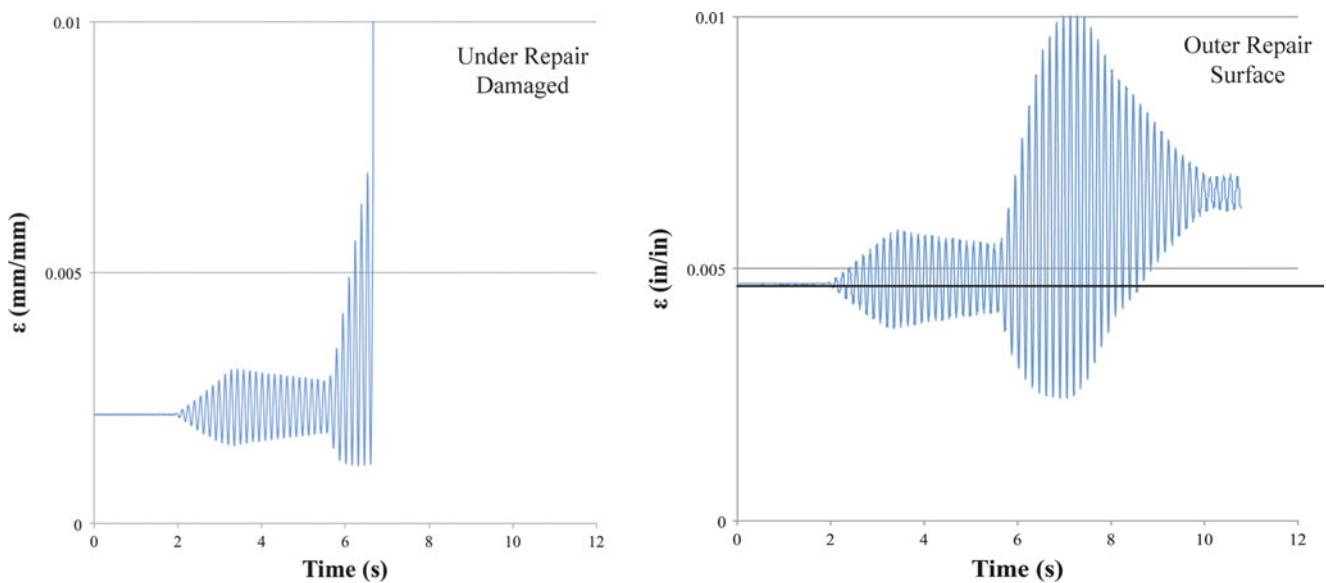 0.01
Under Repair
Damaged
0.005
ε (mm/mm)
0
0 2 4 6 8 10 12
Time (s)
0.01
Outer Repair
Surface
0.005
ε (in/in)
0
0 2 4 6 8 10 12
Time (s)